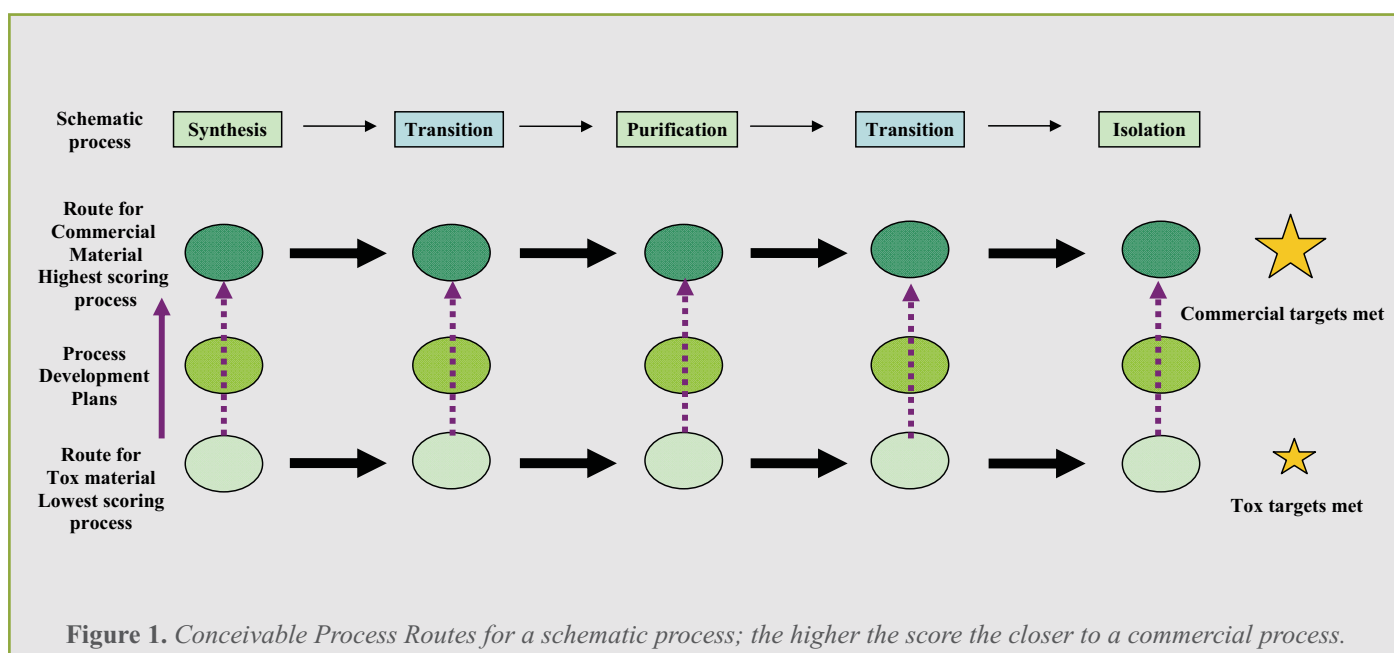 Schematic
process
Synthesis
Transition
Purification
Transition
Isolation
Route for
Commercial
Material
Highest scoring
process
Commercial targets met
Process
Development
Plans
Route for
Tox material
Lowest scoring
process
Tox targets met
Figure 1. Conceivable Process Routes for a schematic process; the higher the score the closer to a commercial process.